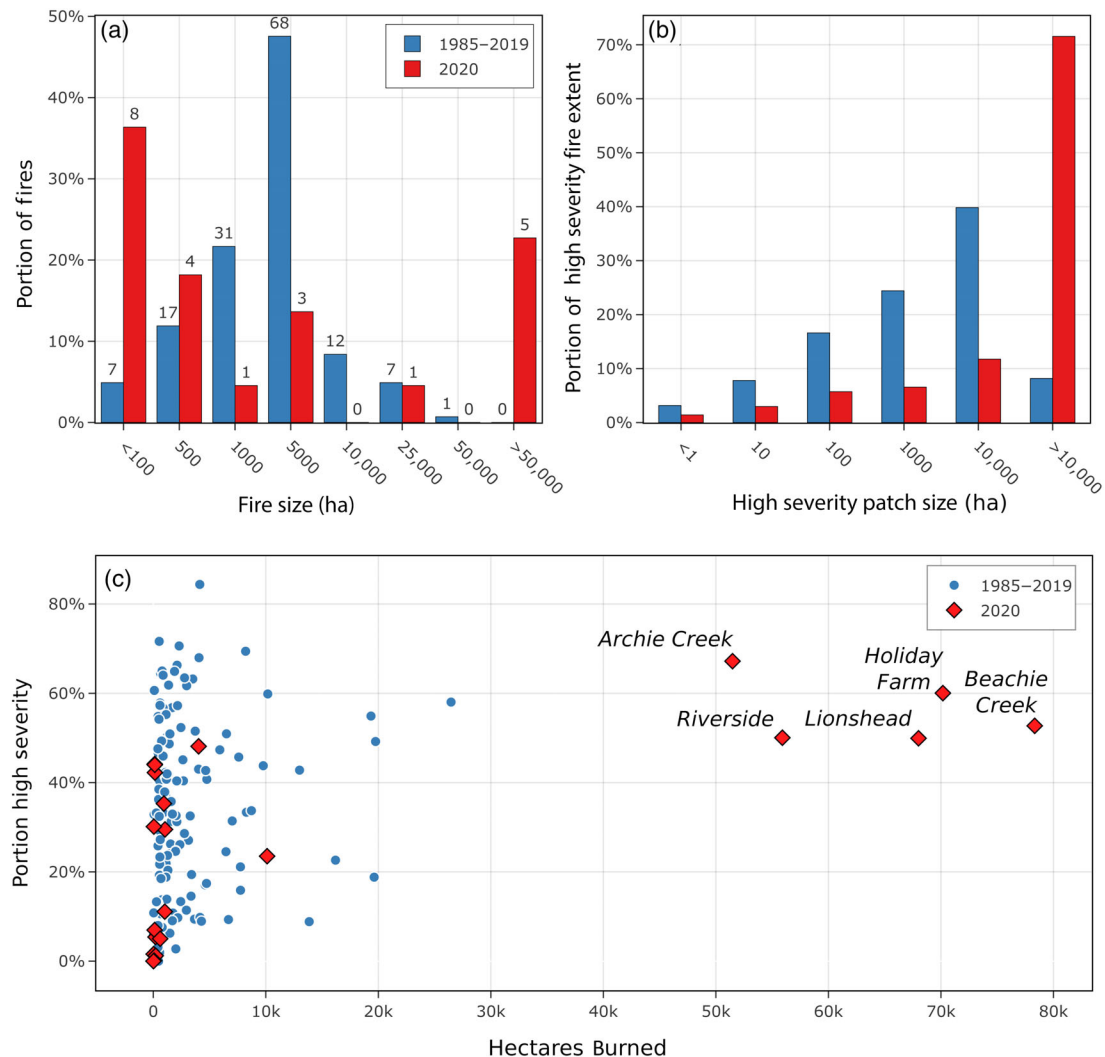 (a)
1985–2019
2020
Portion of fires
50%
40%
30%
20%
10%
0%
7
8
17
4
31
1
68
3
12
0
7
1
1
0
0
5
<100
500
1000
5000
10,000
25,000
50,000
>50,000
Fire size (ha)
(b)
Portion of high severity fire extent
70%
60%
50%
40%
30%
20%
10%
0%
<1
10
100
1000
10,000
>10,000
High severity patch size (ha)
(c)
1985–2019
2020
Portion high severity
80%
60%
40%
20%
0%
Archie Creek
Holiday
Farm
Beachie
Creek
Riverside
Lionshead
0
10k
20k
30k
40k
50k
60k
70k
80k
Hectares Burned